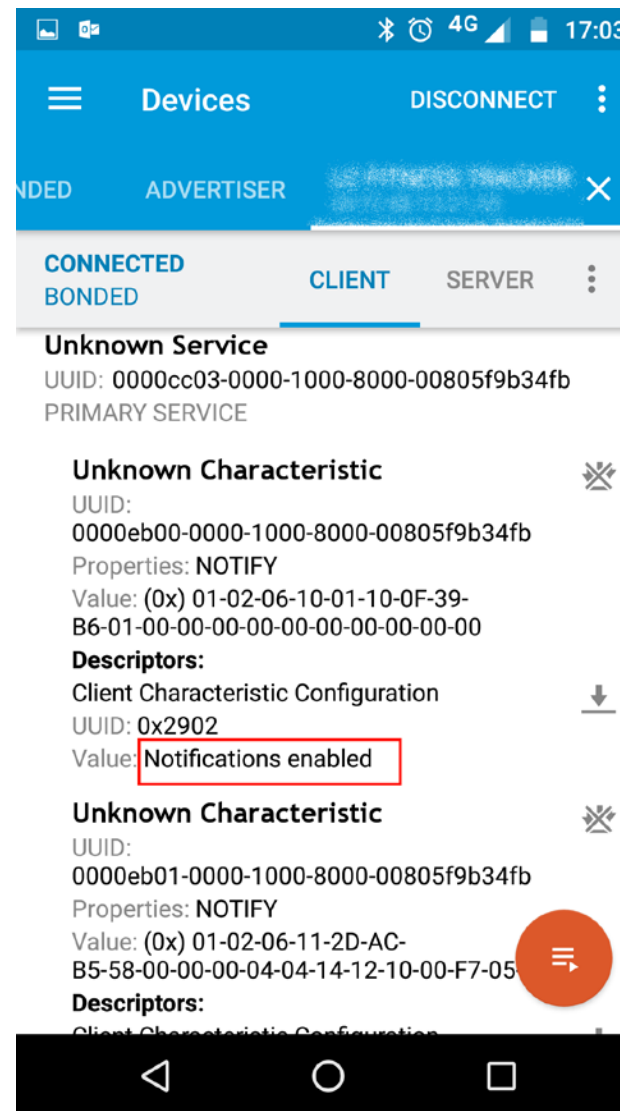 4G 17:03
Devices DISCONNECT
NDED ADVERTISER
CONNECTED CLIENT SERVER
BONDED
Unknown Service
UUID: 0000cc03-0000-1000-8000-00805f9b34fb
PRIMARY SERVICE
Unknown Characteristic
UUID:
0000eb00-0000-1000-8000-00805f9b34fb
Properties: NOTIFY
Value: (0x) 01-02-06-10-01-10-0F-39-
B6-01-00-00-00-00-00-00-00-00-00
Descriptors:
Client Characteristic Configuration
UUID: 0x2902
Value: Notifications enabled
Unknown Characteristic
UUID:
0000eb01-0000-1000-8000-00805f9b34fb
Properties: NOTIFY
Value: (0x) 01-02-06-11-2D-AC-
B5-58-00-00-00-04-04-14-12-10-00-F7-05
Descriptors:
Client Characteristic Configuration